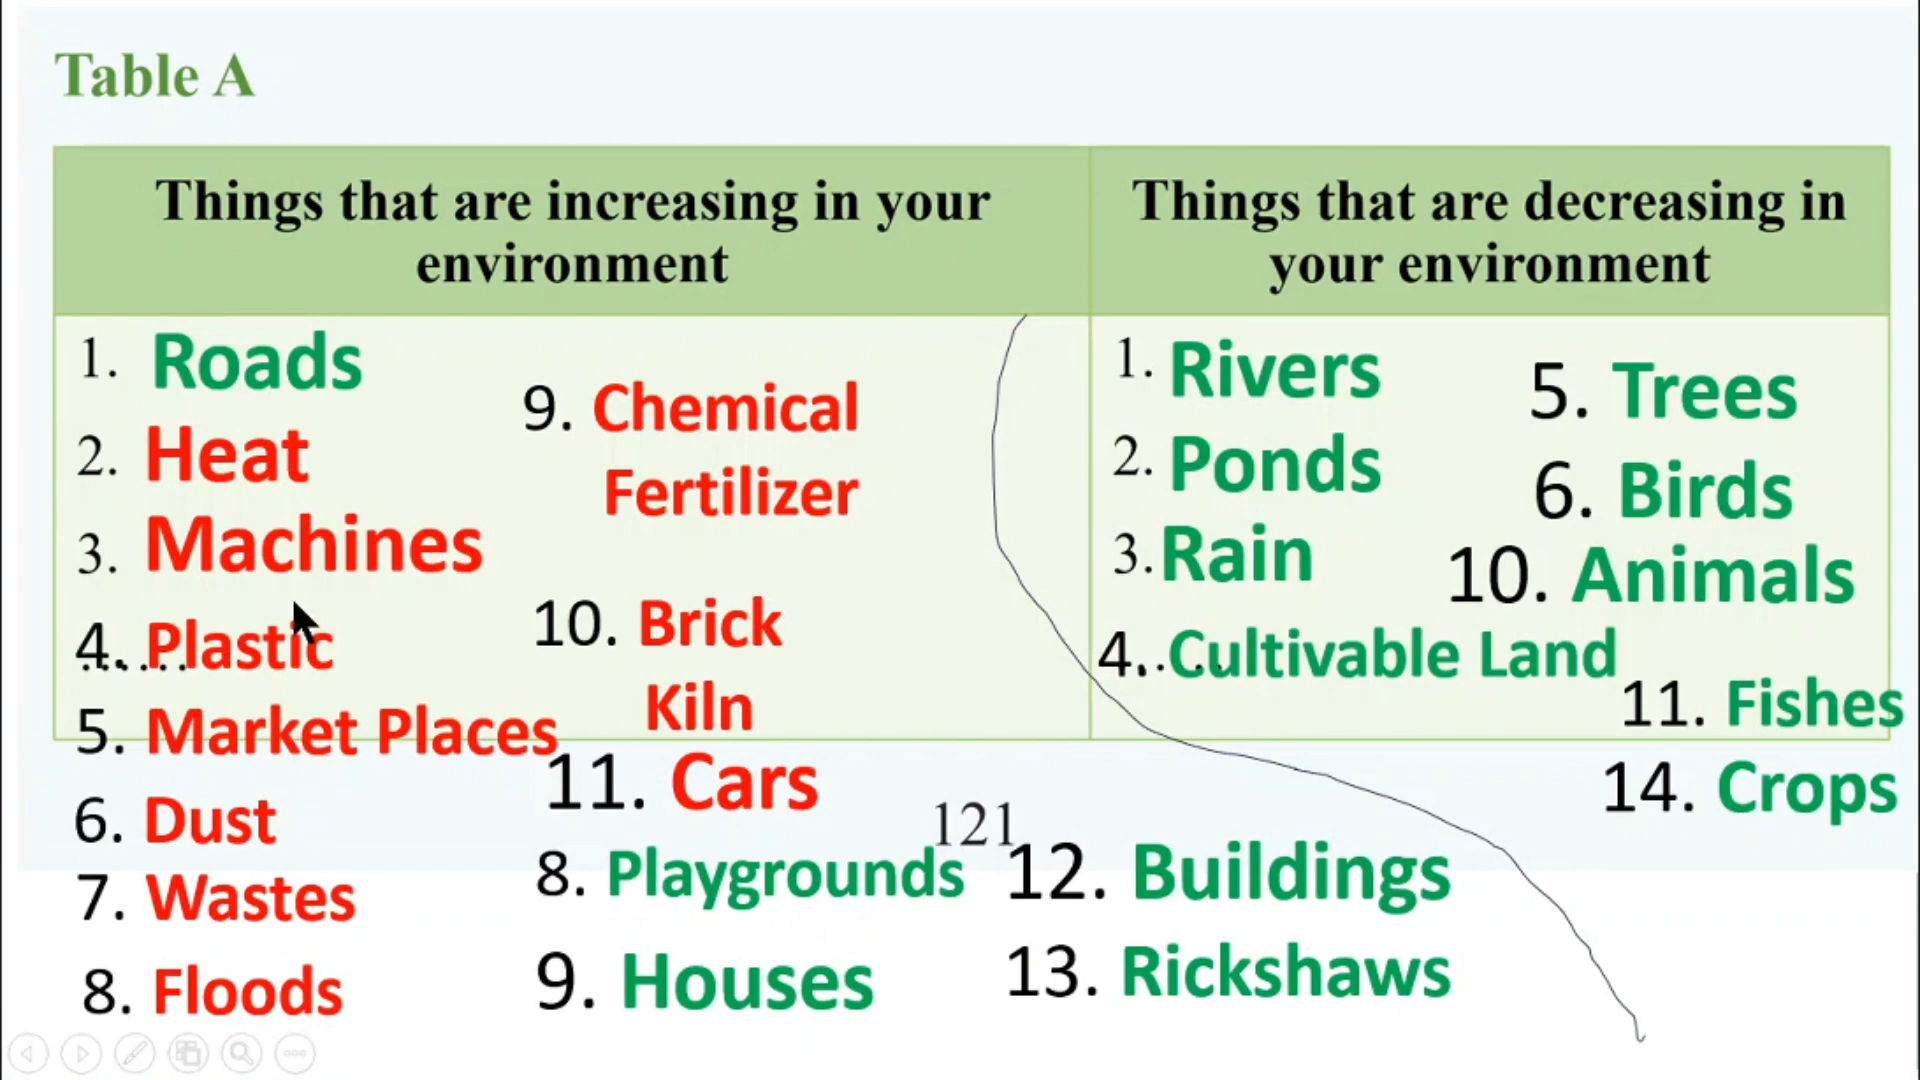 Table A
Things that are increasing in your
environment
1. Roads
2. Heat
3. Machines
4. Plastic
......
5. Market Places
6. Dust
7. Wastes
8. Floods
9. Chemical
Fertilizer
10. Brick
Kiln
11. Cars
8. Playgrounds
9. Houses
121
12. Buildings
13. Rickshaws
Things that are decreasing in
your environment
1. Rivers
2. Ponds
3. Rain
4. Cultivable Land
5. Trees
6. Birds
10. Animals
11. Fishes
14. Crops